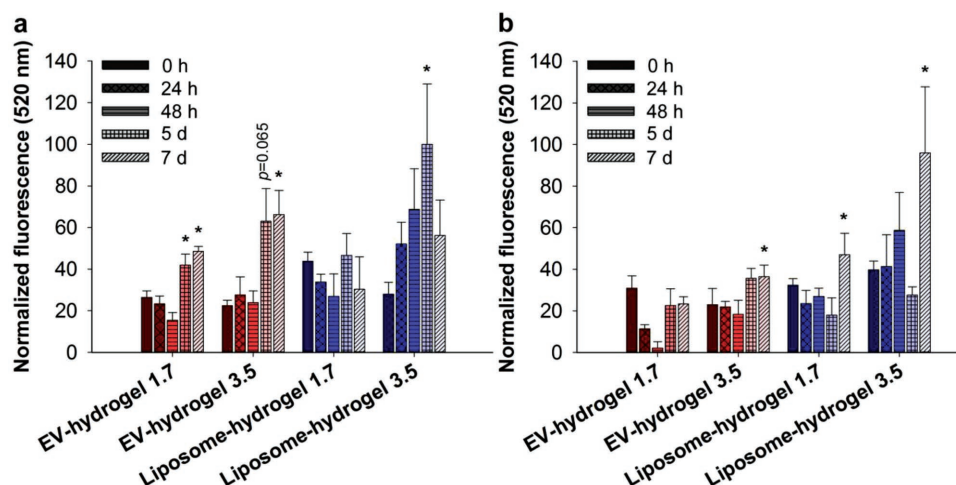 a
Normalized fluorescence (520 nm)
140
120
100
80
60
40
20
0
0 h
24 h
48 h
5 d
7 d
* *
p=0.065
*
*
EV-hydrogel 1.7
EV-hydrogel 3.5
Liposome-hydrogel 1.7
Liposome-hydrogel 3.5
b
Normalized fluorescence (520 nm)
140
120
100
80
60
40
20
0
0 h
24 h
48 h
5 d
7 d
*
*
*
EV-hydrogel 1.7
EV-hydrogel 3.5
Liposome-hydrogel 1.7
Liposome-hydrogel 3.5